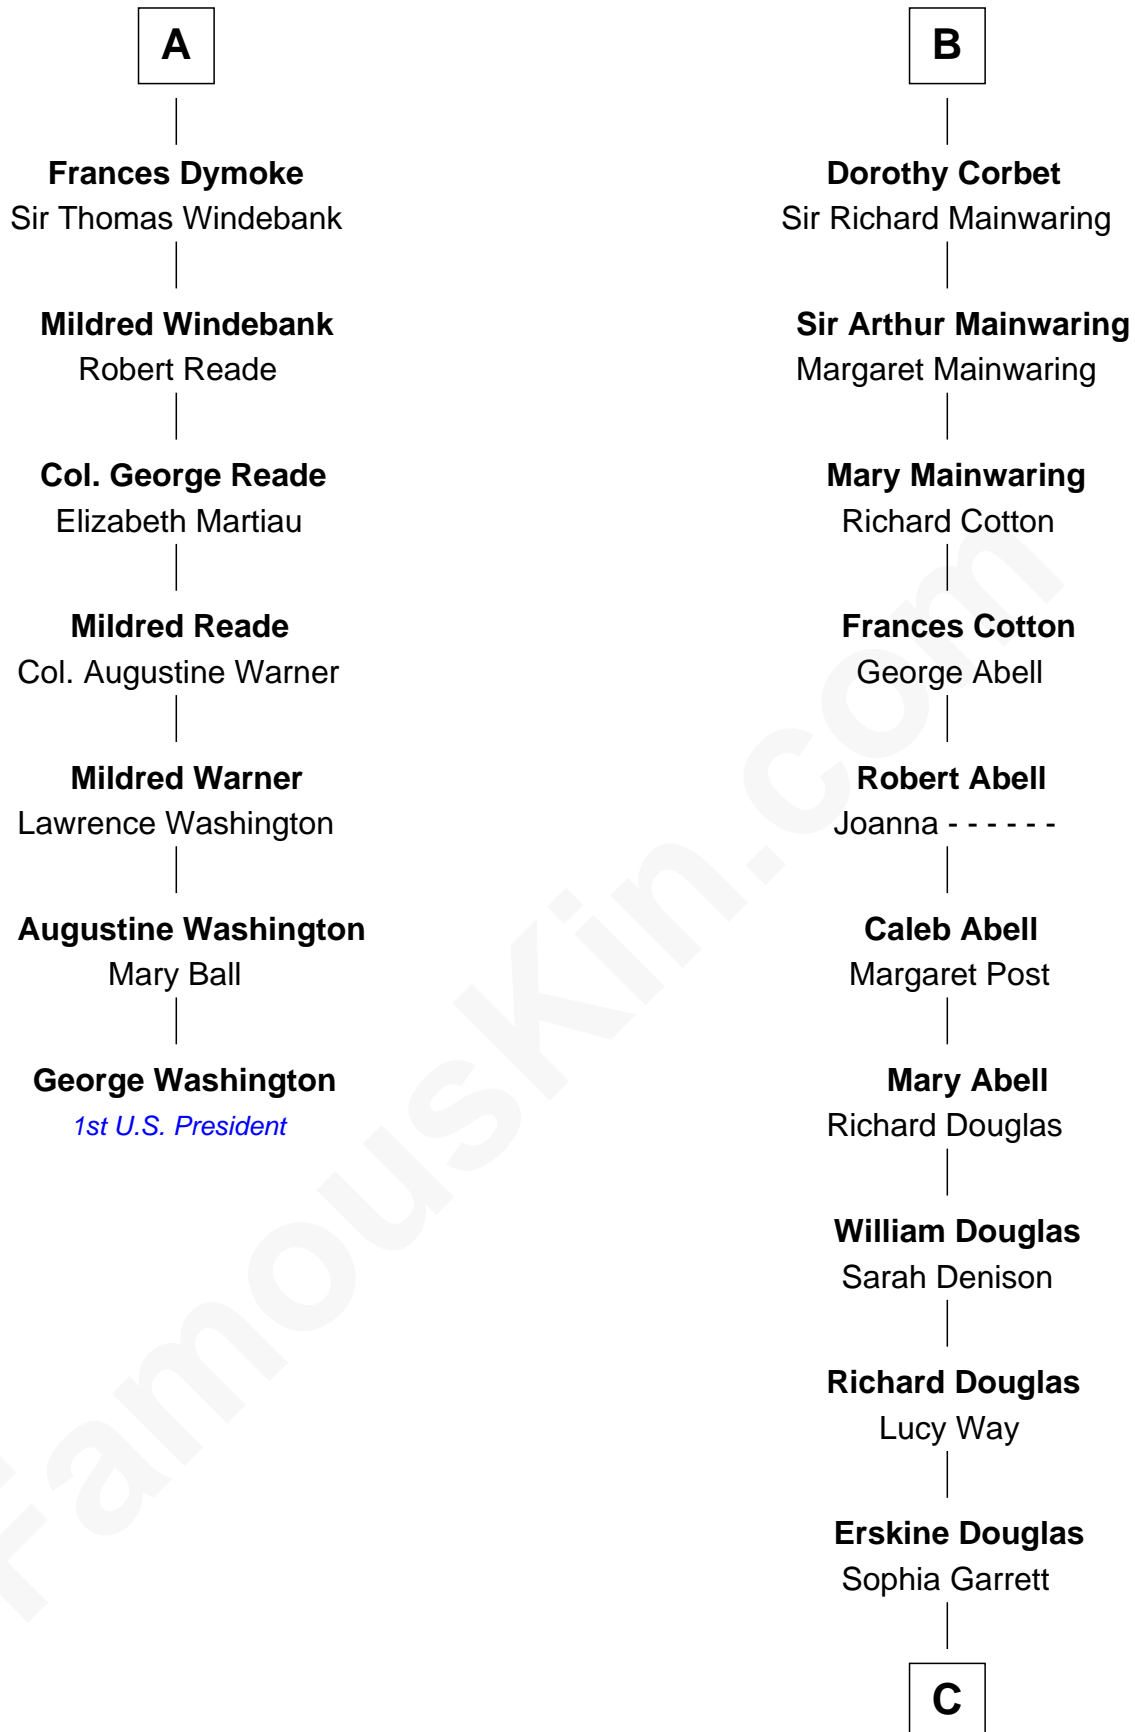 A
Frances Dymoke
Sir Thomas Windebank
Mildred Windebank
Robert Reade
Col. George Reade
Elizabeth Martiau
Mildred Reade
Col. Augustine Warner
Mildred Warner
Lawrence Washington
Augustine Washington
Mary Ball
George Washington
1st U.S. President
B
Dorothy Corbet
Sir Richard Mainwaring
Sir Arthur Mainwaring
Margaret Mainwaring
Mary Mainwaring
Richard Cotton
Frances Cotton
George Abell
Robert Abell
Joanna - - - - - -
Caleb Abell
Margaret Post
Mary Abell
Richard Douglas
William Douglas
Sarah Denison
Richard Douglas
Lucy Way
Erskine Douglas
Sophia Garrett
C
FamousKin.com